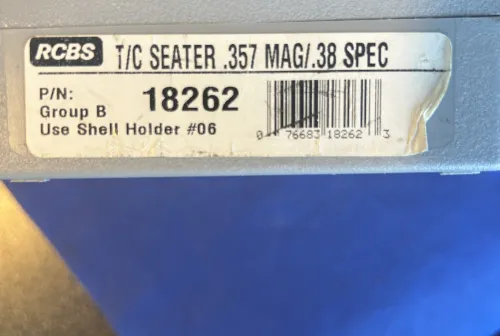 RCBS T/C SEATER .357 MAG/.38 SPEC
P/N: 18262
Group B
Use Shell Holder #06
0 76683 18262 3